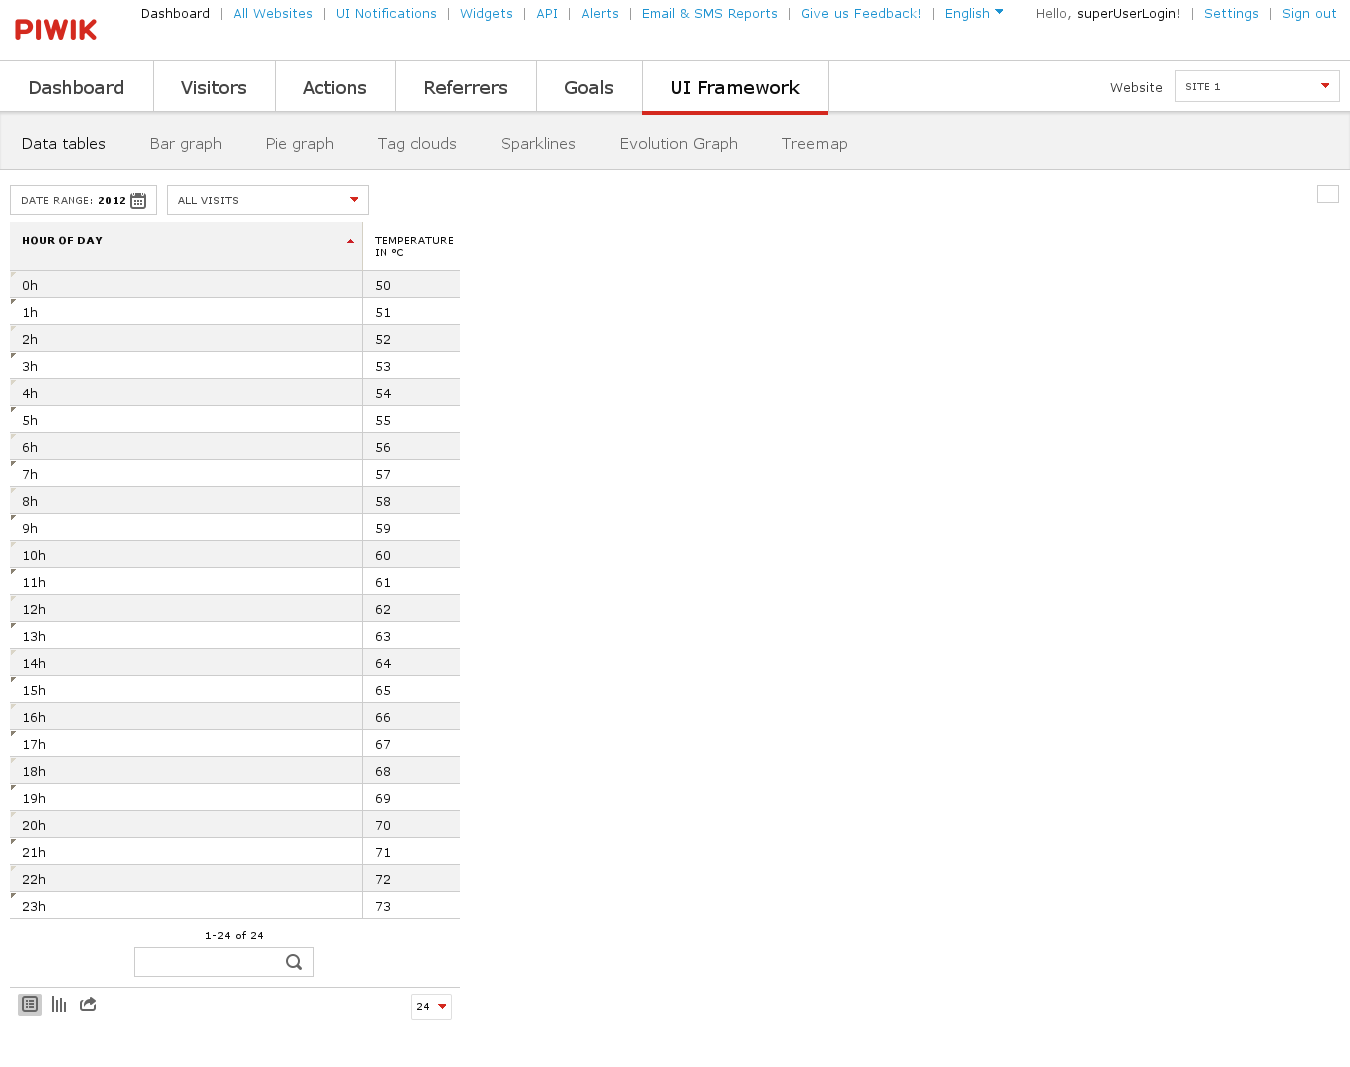 Dashboard | All Websites | UI Notifications | Widgets | API | Alerts | Email & SMS Reports | Give us Feedback! | English Hello, superUserLogin! | Settings | Sign out
PIWIK
Dashboard Visitors Actions Referrers Goals UI Framework Website SITE 1
Data tables Bar graph Pie graph Tag clouds Sparklines Evolution Graph Treemap
DATE RANGE: 2012 ALL VISITS
HOUR OF DAY TEMPERATURE
IN °C
0h 50
1h 51
2h 52
3h 53
4h 54
5h 55
6h 56
7h 57
8h 58
9h 59
10h 60
11h 61
12h 62
13h 63
14h 64
15h 65
16h 66
17h 67
18h 68
19h 69
20h 70
21h 71
22h 72
23h 73
1-24 of 24
24